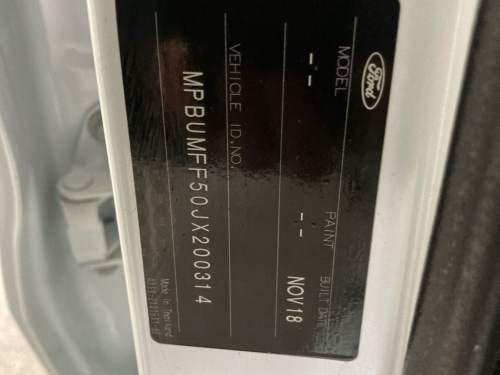 Ford
MODEL PAINT BUILT DATE
-- -- NOV18
VEHICLE ID.NO.
MPBUMFF50JX200314
Made in Thailand